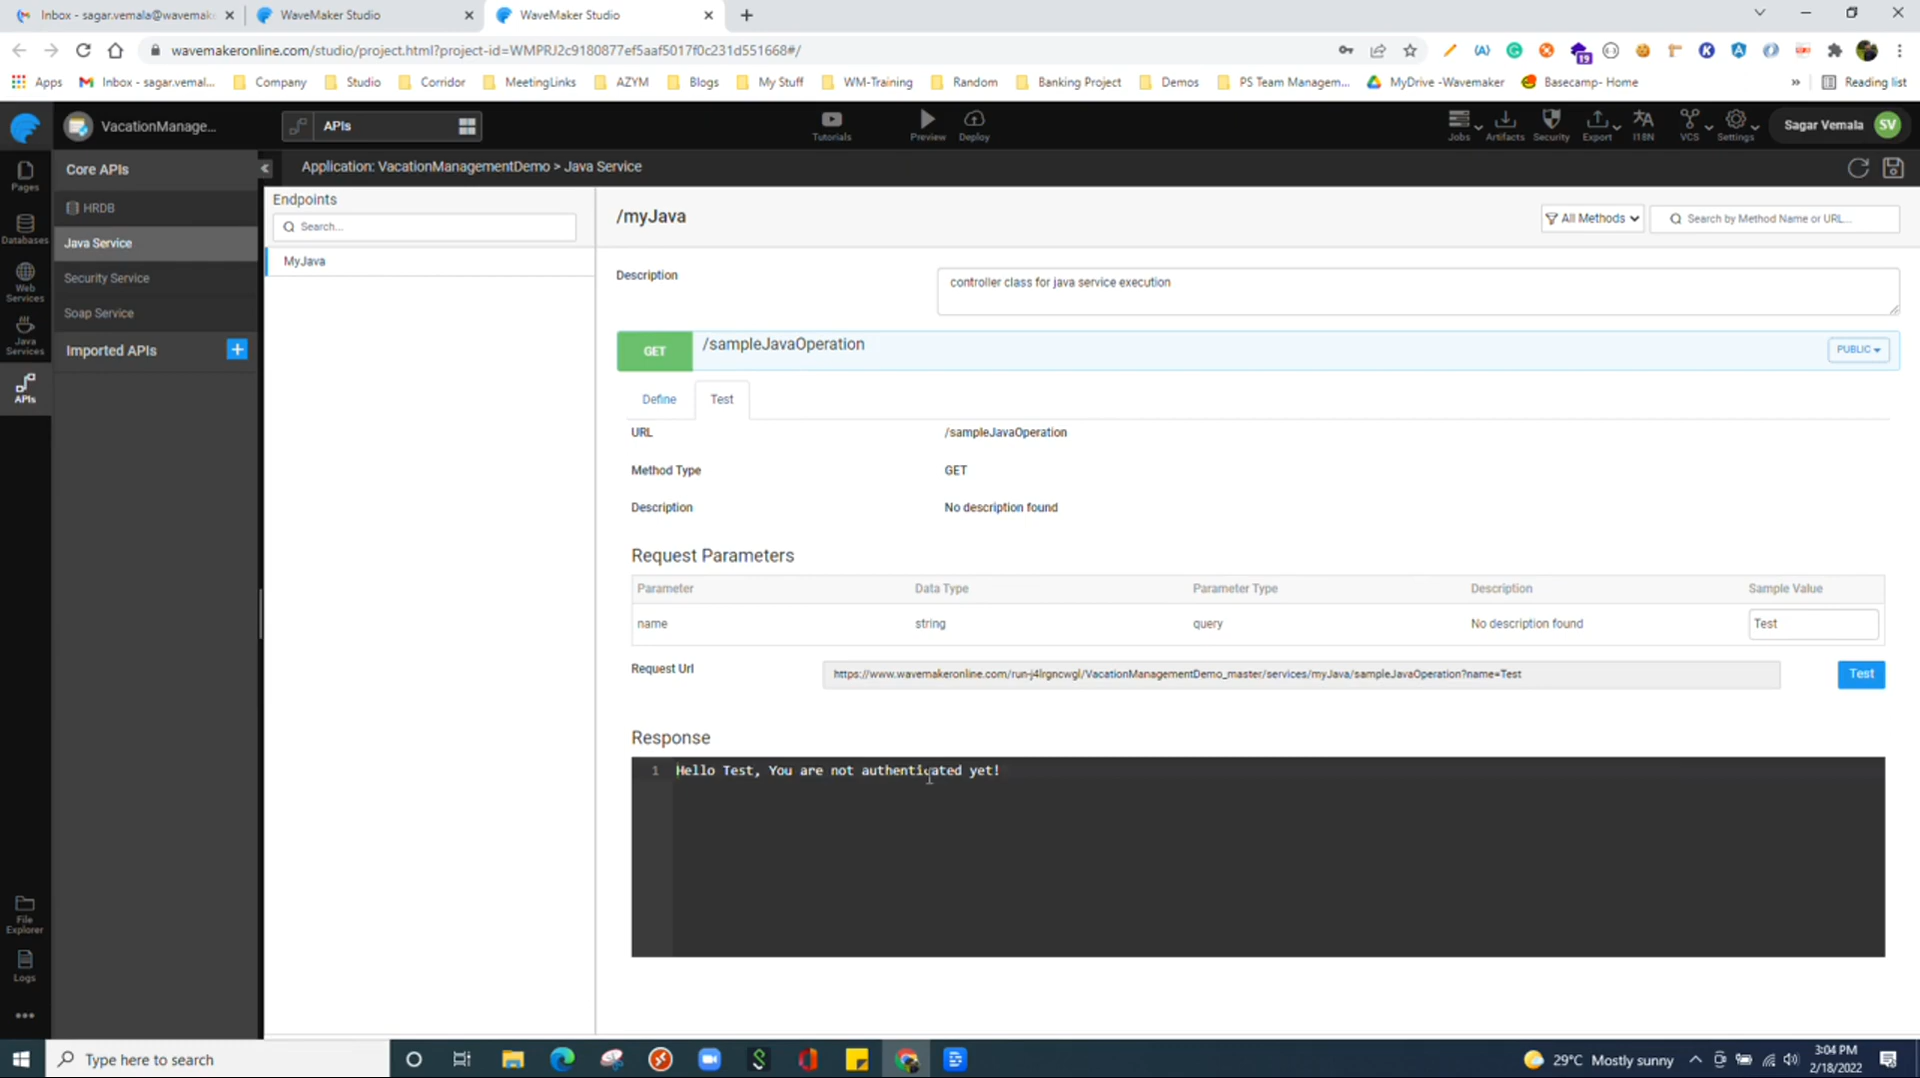 Inbox - sagar.vemala@wavemak
WaveMaker Studio
WaveMaker Studio
wavemakeronline.com/studio/project.html?project-id=WMPRJ2c9180877ef5aaf5017f0c231d551668#/
19
Apps
Inbox - sagar.vemal...
Company
Studio
Corridor
MeetingLinks
AZYM
Blogs
My Stuff
WM-Training
Random
Banking Project
Demos
PS Team Managem...
MyDrive -Wavemaker
Basecamp- Home
»
Reading list
VacationManage...
APIs
Tutorials
Preview
Deploy
Jobs
Artifacts
Security
Export
I18N
VCS
Settings
Sagar Vemala
SV
Pages
Databases
Web Services
Java Services
APIs
File Explorer
Logs
Core APIs
HRDB
Java Service
Security Service
Soap Service
Imported APIs
Application: VacationManagementDemo > Java Service
Endpoints
Search...
MyJava
/myJava
All Methods
Search by Method Name or URL...
Description
controller class for java service execution
GET
/sampleJavaOperation
PUBLIC
Define
Test
URL
/sampleJavaOperation
Method Type
GET
Description
No description found
Request Parameters
Parameter
Data Type
Parameter Type
Description
Sample Value
name
string
query
No description found
Test
Request Url
https://www.wavemakeronline.com/run-j4lrgncwgl/VacationManagementDemo_master/services/myJava/sampleJavaOperation?name=Test
Test
Response
1
Hello Test, You are not authenticated yet!
Type here to search
29°C Mostly sunny
3:04 PM
2/18/2022